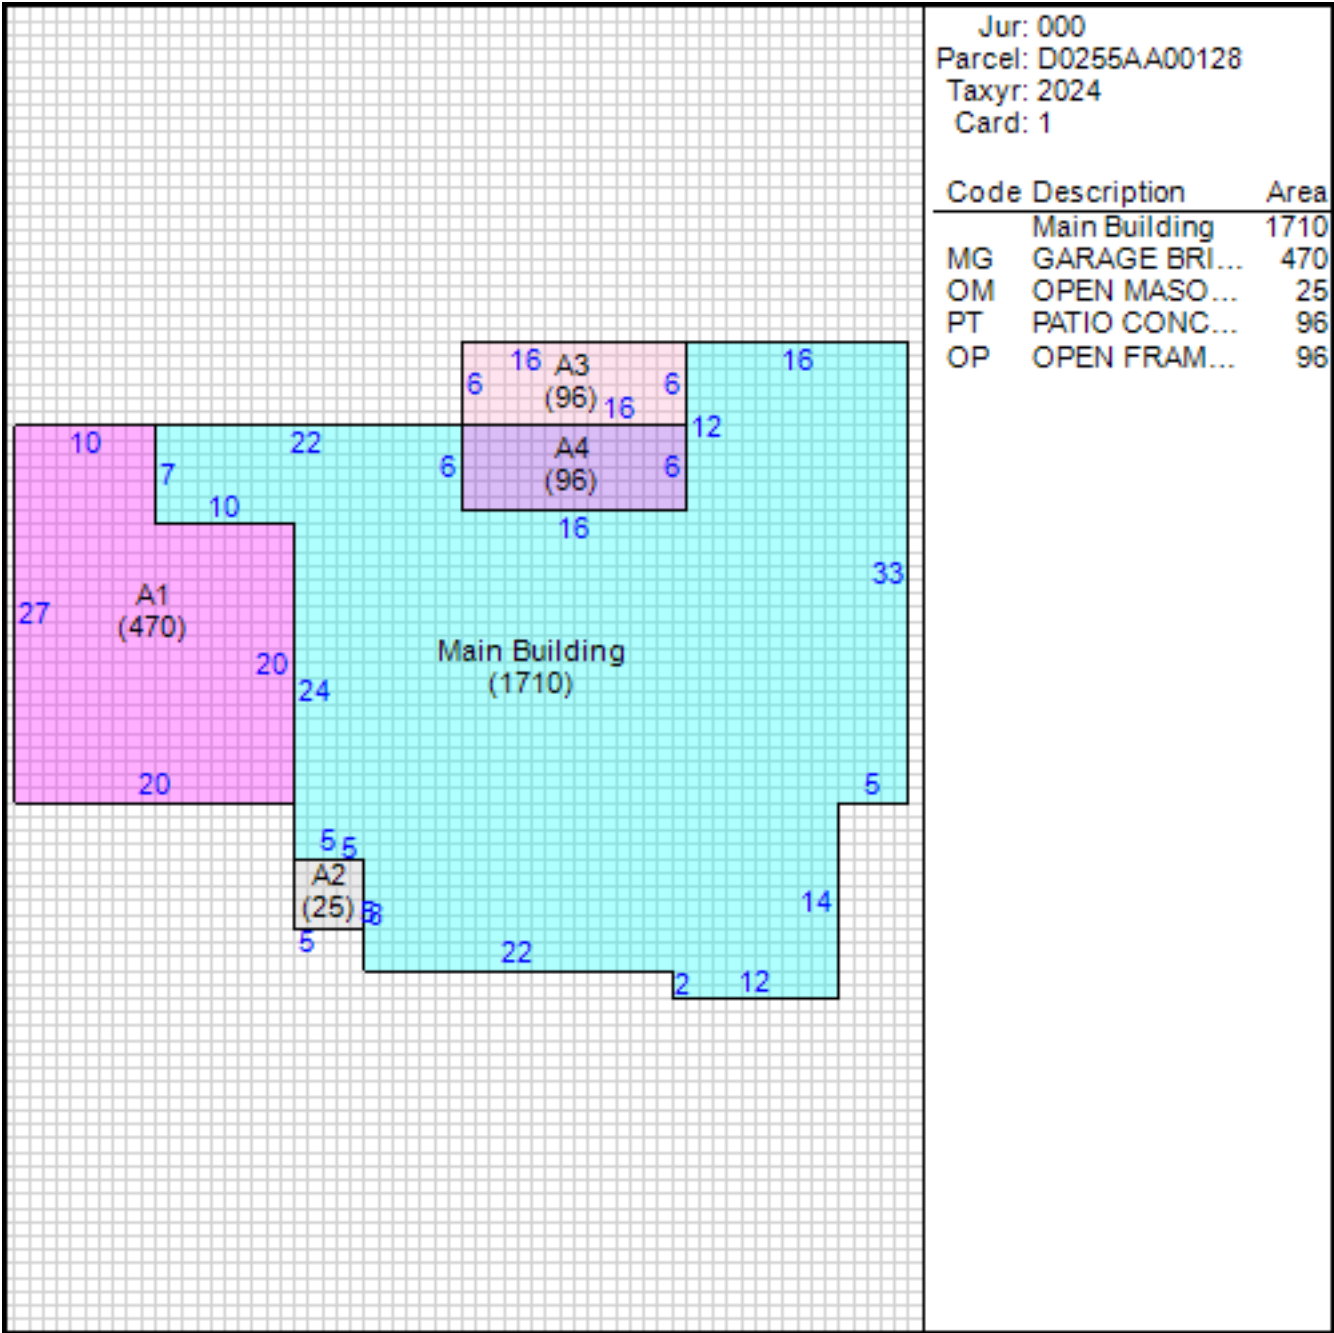 Jur: 000
Parcel: D0255AA00128
Taxyr: 2024
Card: 1
Code Description Area
Main Building 1710
MG GARAGE BRI... 470
OM OPEN MASO... 25
PT PATIO CONC... 96
OP OPEN FRAM... 96
16 A3 16
6 6
(96) 16
12
10 22 A4
6 6
7 (96)
10
16
33
A1
27 (470)
Main Building
20 (1710)
24
20 5
5 5
A2
14
(25) 5 8
5
22
2 12